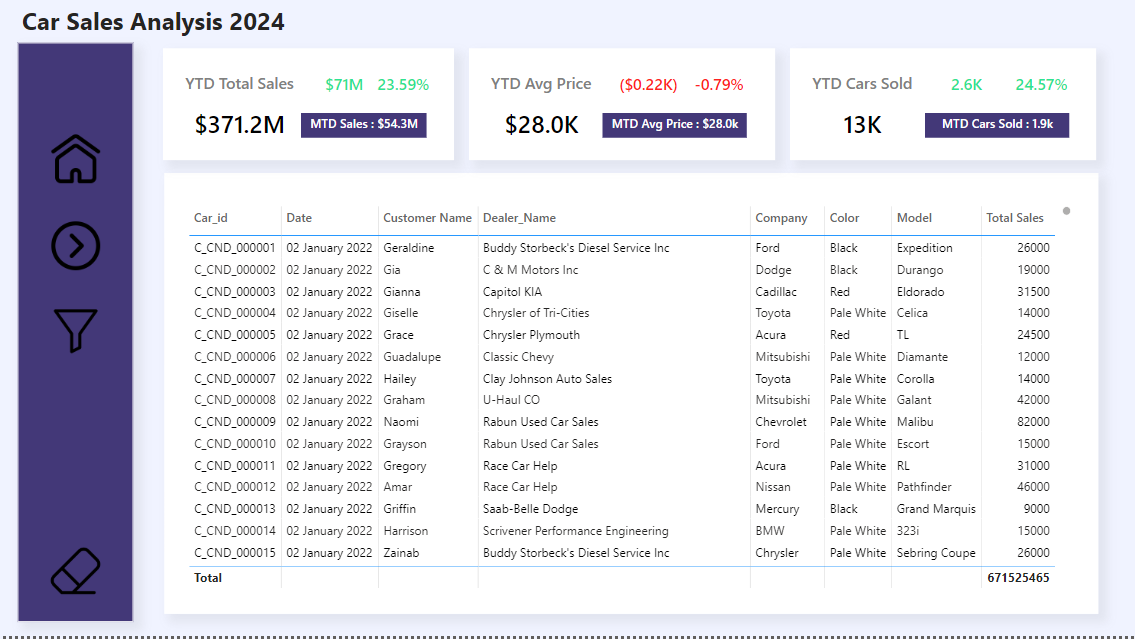 Car Sales Analysis 2024
YTD Total Sales $71M 23.59%
$371.2M MTD Sales : $54.3M
YTD Avg Price ($0.22K) -0.79%
$28.0K MTD Avg Price : $28.0k
YTD Cars Sold 2.6K 24.57%
13K MTD Cars Sold : 1.9k
Car_id Date Customer Name Dealer_Name Company Color Model Total Sales
C_CND_000001 02 January 2022 Geraldine Buddy Storbeck's Diesel Service Inc Ford Black Expedition 26000
C_CND_000002 02 January 2022 Gia C & M Motors Inc Dodge Black Durango 19000
C_CND_000003 02 January 2022 Gianna Capitol KIA Cadillac Red Eldorado 31500
C_CND_000004 02 January 2022 Giselle Chrysler of Tri-Cities Toyota Pale White Celica 14000
C_CND_000005 02 January 2022 Grace Chrysler Plymouth Acura Red TL 24500
C_CND_000006 02 January 2022 Guadalupe Classic Chevy Mitsubishi Pale White Diamante 12000
C_CND_000007 02 January 2022 Hailey Clay Johnson Auto Sales Toyota Pale White Corolla 14000
C_CND_000008 02 January 2022 Graham U-Haul CO Mitsubishi Pale White Galant 42000
C_CND_000009 02 January 2022 Naomi Rabun Used Car Sales Chevrolet Pale White Malibu 82000
C_CND_000010 02 January 2022 Grayson Rabun Used Car Sales Ford Pale White Escort 15000
C_CND_000011 02 January 2022 Gregory Race Car Help Acura Pale White RL 31000
C_CND_000012 02 January 2022 Amar Race Car Help Nissan Pale White Pathfinder 46000
C_CND_000013 02 January 2022 Griffin Saab-Belle Dodge Mercury Black Grand Marquis 9000
C_CND_000014 02 January 2022 Harrison Scrivener Performance Engineering BMW Pale White 323i 15000
C_CND_000015 02 January 2022 Zainab Buddy Storbeck's Diesel Service Inc Chrysler Pale White Sebring Coupe 26000
Total 671525465